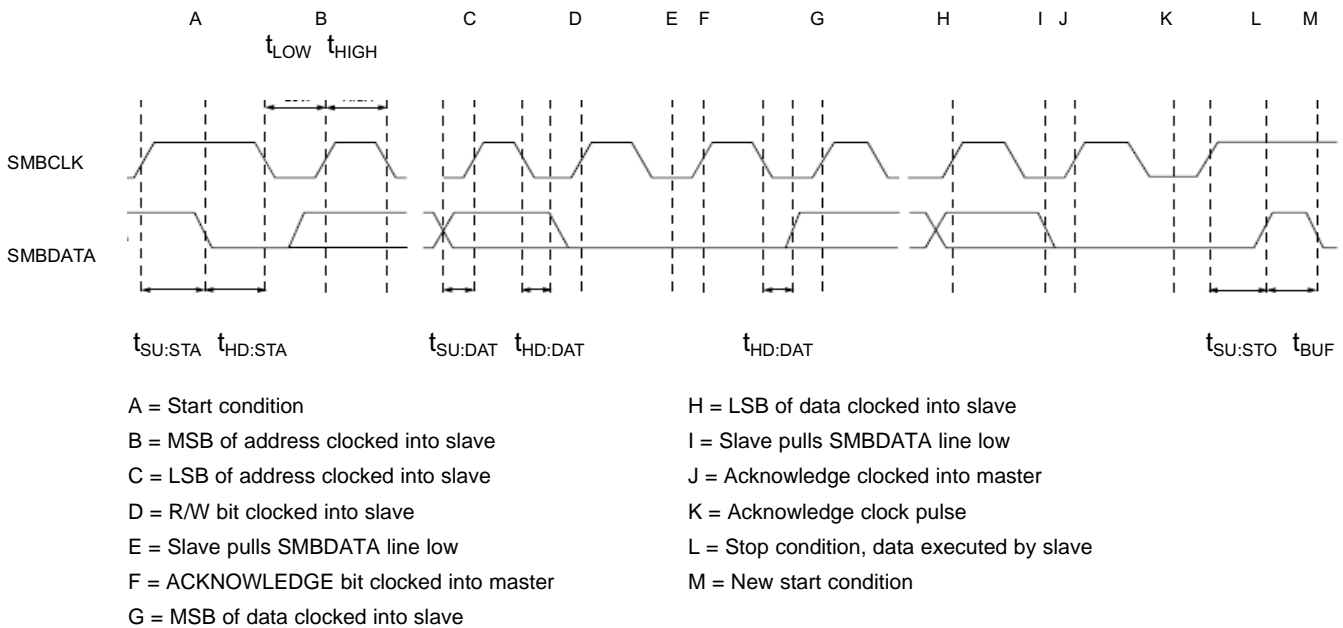 A B C D E F G H I J K L M
tLOW tHIGH
SMBCLK
SMBDATA
tSU:STA tHD:STA tSU:DAT tHD:DAT tHD:DAT tSU:STO tBUF
A = Start condition
B = MSB of address clocked into slave
C = LSB of address clocked into slave
D = R/W bit clocked into slave
E = Slave pulls SMBDATA line low
F = ACKNOWLEDGE bit clocked into master
G = MSB of data clocked into slave
H = LSB of data clocked into slave
I = Slave pulls SMBDATA line low
J = Acknowledge clocked into master
K = Acknowledge clock pulse
L = Stop condition, data executed by slave
M = New start condition